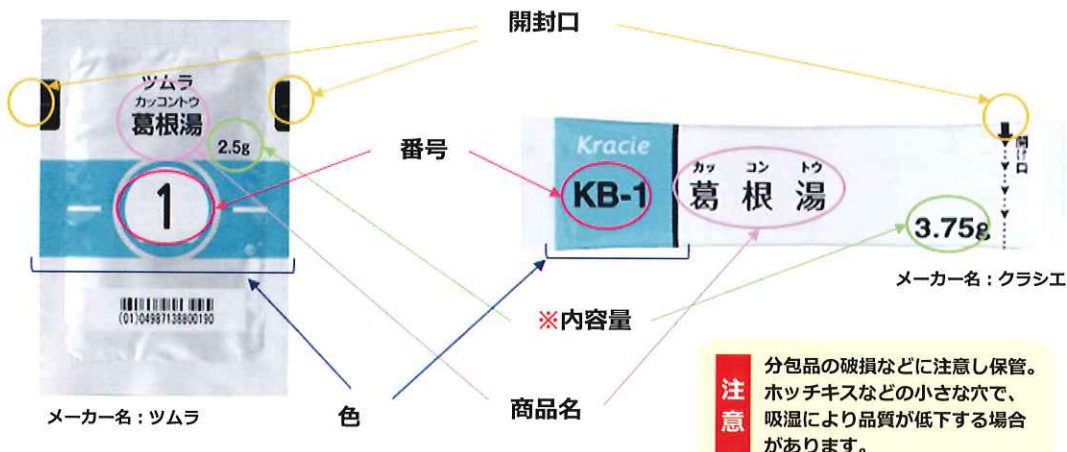 開封口
ツムラ
カッコントウ
葛根湯
2.5g
1
(01)04987138800190
メーカー名：ツムラ
番号
Kracie
KB-1
カッ コン トウ
葛 根 湯
3.75g
開け口
メーカー名：クラシエ
※内容量
色
商品名
注意
分包品の破損などに注意し保管。
ホッチキスなどの小さな穴で、
吸湿により品質が低下する場合
があります。